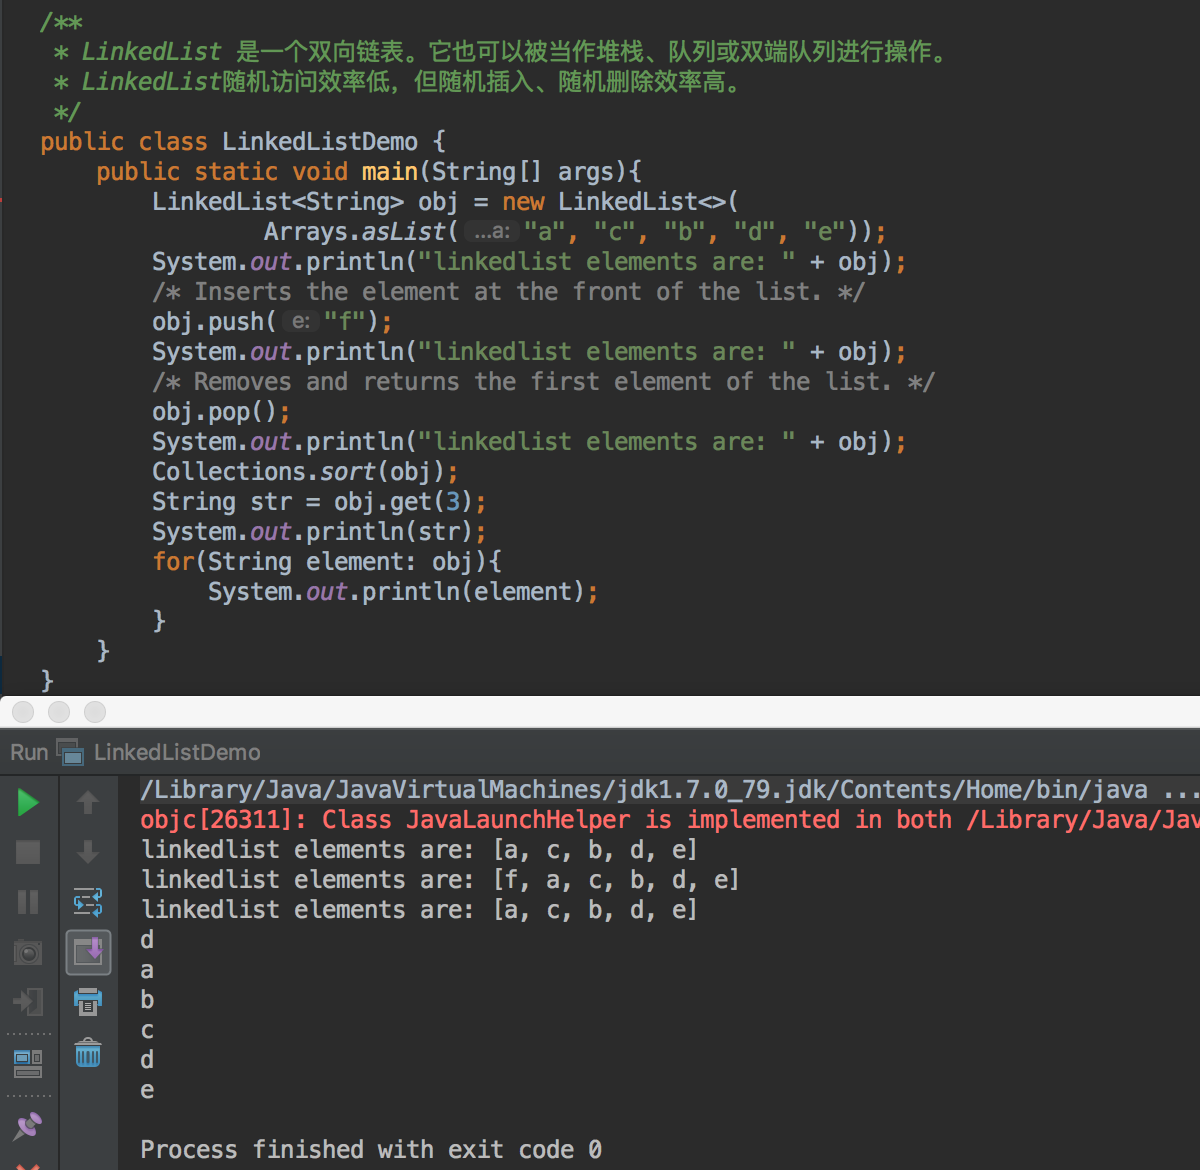 /**
 * LinkedList 是一个双向链表。它也可以被当作堆栈、队列或双端队列进行操作。
 * LinkedList随机访问效率低，但随机插入、随机删除效率高。
 */
public class LinkedListDemo {
    public static void main(String[] args){
        LinkedList<String> obj = new LinkedList<>(
                Arrays.asList( ...a: "a", "c", "b", "d", "e"));
        System.out.println("linkedlist elements are: " + obj);
        /* Inserts the element at the front of the list. */
        obj.push( e: "f");
        System.out.println("linkedlist elements are: " + obj);
        /* Removes and returns the first element of the list. */
        obj.pop();
        System.out.println("linkedlist elements are: " + obj);
        Collections.sort(obj);
        String str = obj.get(3);
        System.out.println(str);
        for(String element: obj){
            System.out.println(element);
        }
    }
}
Run LinkedListDemo
/Library/Java/JavaVirtualMachines/jdk1.7.0_79.jdk/Contents/Home/bin/java ...
objc[26311]: Class JavaLaunchHelper is implemented in both /Library/Java/Jav
linkedlist elements are: [a, c, b, d, e]
linkedlist elements are: [f, a, c, b, d, e]
linkedlist elements are: [a, c, b, d, e]
d
a
b
c
d
e
Process finished with exit code 0